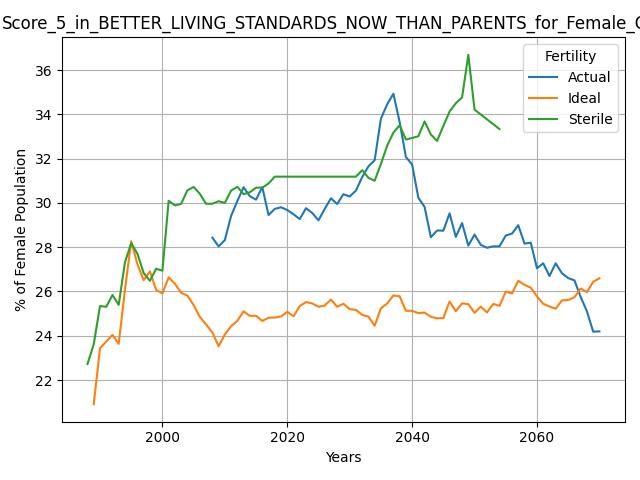 Score_5_in_BETTER_LIVING_STANDARDS_NOW_THAN_PARENTS_for_Female_
Fertility
Actual
Ideal
Sterile
% of Female Population
36
34
32
30
28
26
24
22
2000
2020
2040
2060
Years